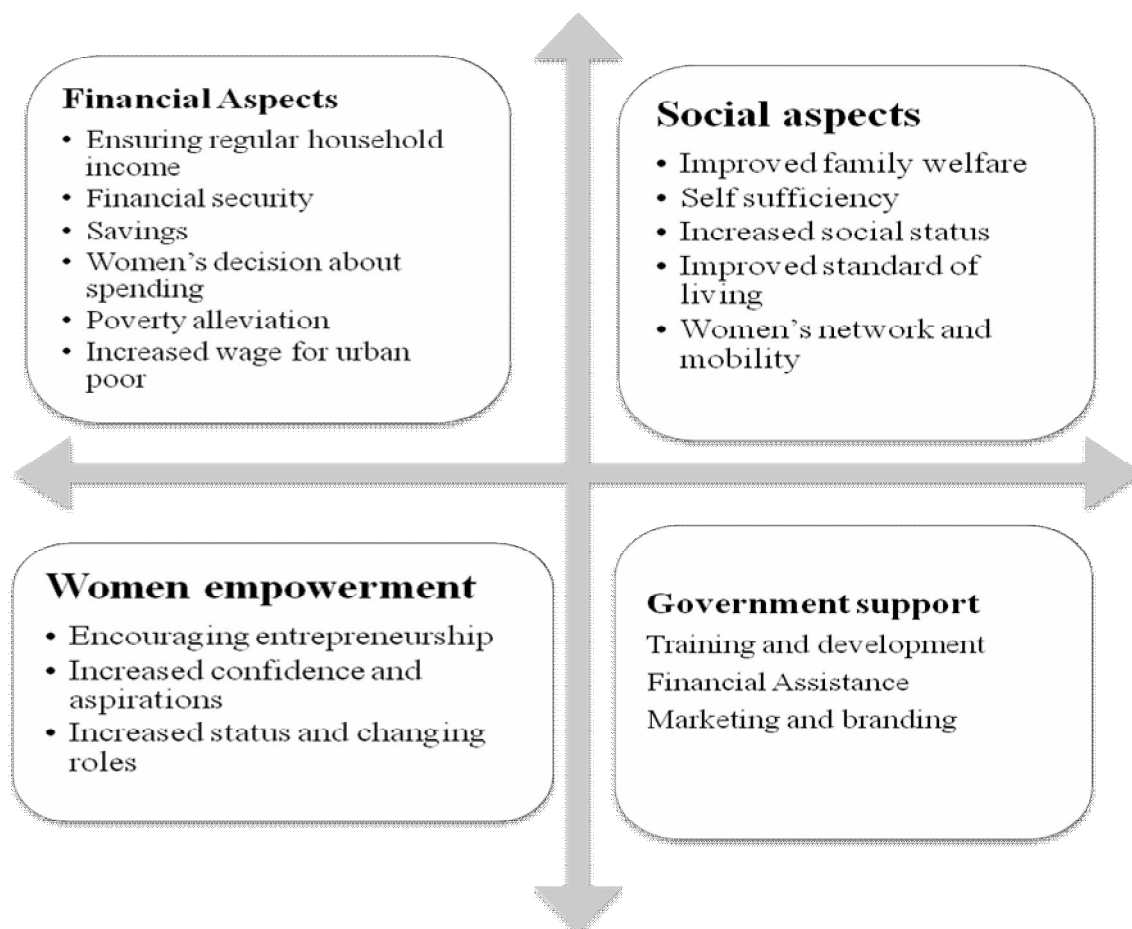 Financial Aspects
• Ensuring regular household
income
• Financial security
• Savings
• Women's decision about
spending
• Poverty alleviation
• Increased wage for urban
poor
Social aspects
• Improved family welfare
• Self sufficiency
• Increased social status
• Improved standard of
living
• Women's network and
mobility
Women empowerment
• Encouraging entrepreneurship
• Increased confidence and
aspirations
• Increased status and changing
roles
Government support
Training and development
Financial Assistance
Marketing and branding